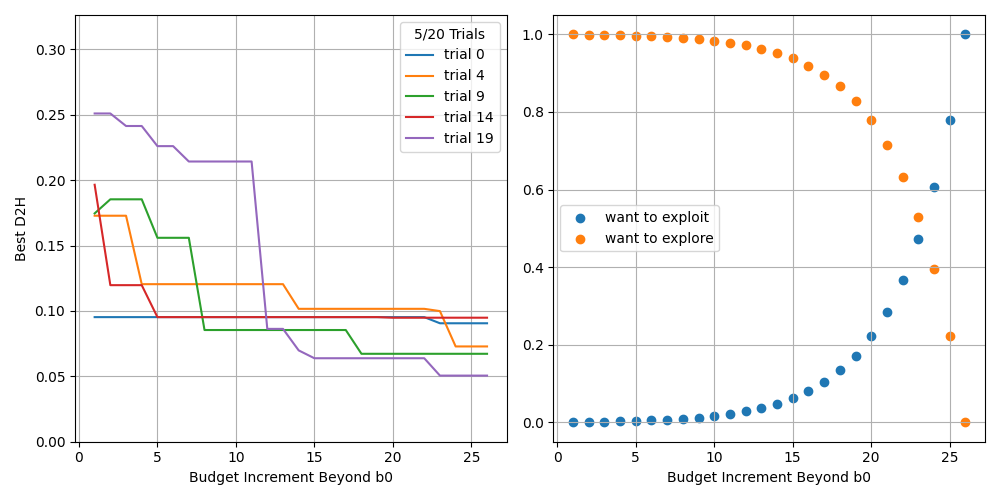 5/20 Trials
trial 0
trial 4
trial 9
trial 14
trial 19
Best D2H
0.30
0.25
0.20
0.15
0.10
0.05
0.00
0 5 10 15 20 25
Budget Increment Beyond b0
1.0
0.8
0.6
0.4
0.2
0.0
want to exploit
want to explore
0 5 10 15 20 25
Budget Increment Beyond b0